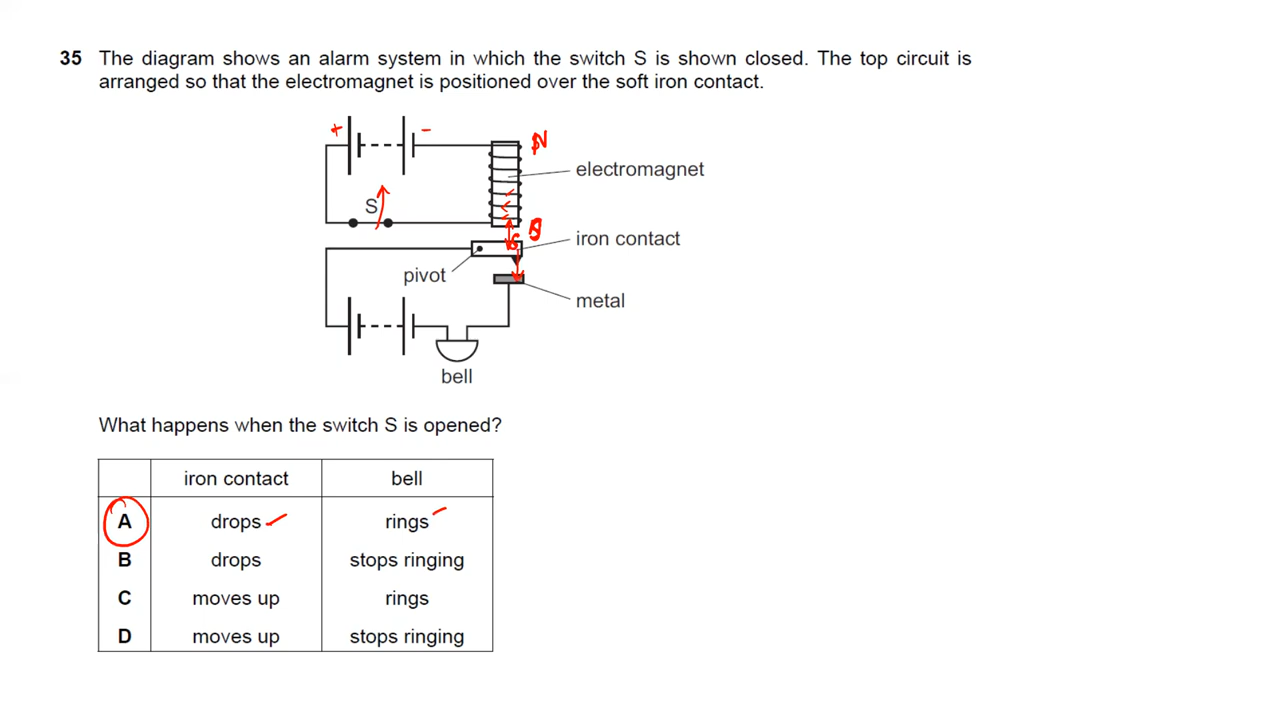 35 The diagram shows an alarm system in which the switch S is shown closed. The top circuit is
arranged so that the electromagnet is positioned over the soft iron contact.
+ -
N
electromagnet
S
S
iron contact
pivot
metal
bell
What happens when the switch S is opened?
iron contact bell
A drops rings
B drops stops ringing
C moves up rings
D moves up stops ringing